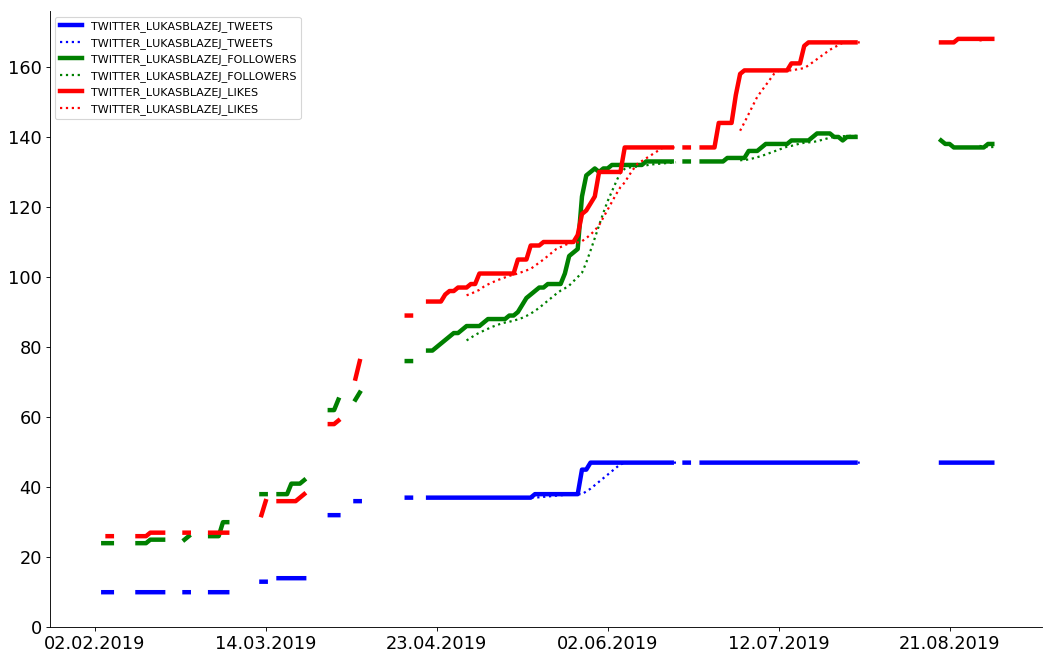 TWITTER_LUKASBLAZEJ_TWEETS
TWITTER_LUKASBLAZEJ_TWEETS
TWITTER_LUKASBLAZEJ_FOLLOWERS
TWITTER_LUKASBLAZEJ_FOLLOWERS
TWITTER_LUKASBLAZEJ_LIKES
TWITTER_LUKASBLAZEJ_LIKES
160
140
120
100
80
60
40
20
0
02.02.2019 14.03.2019 23.04.2019 02.06.2019 12.07.2019 21.08.2019